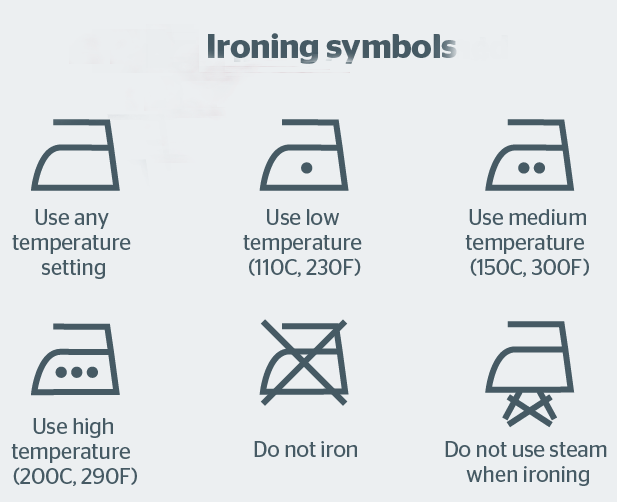 Ironing symbols
Use any
temperature
setting
Use low
temperature
(110C, 230F)
Use medium
temperature
(150C, 300F)
Use high
temperature
(200C, 290F)
Do not iron
Do not use steam
when ironing